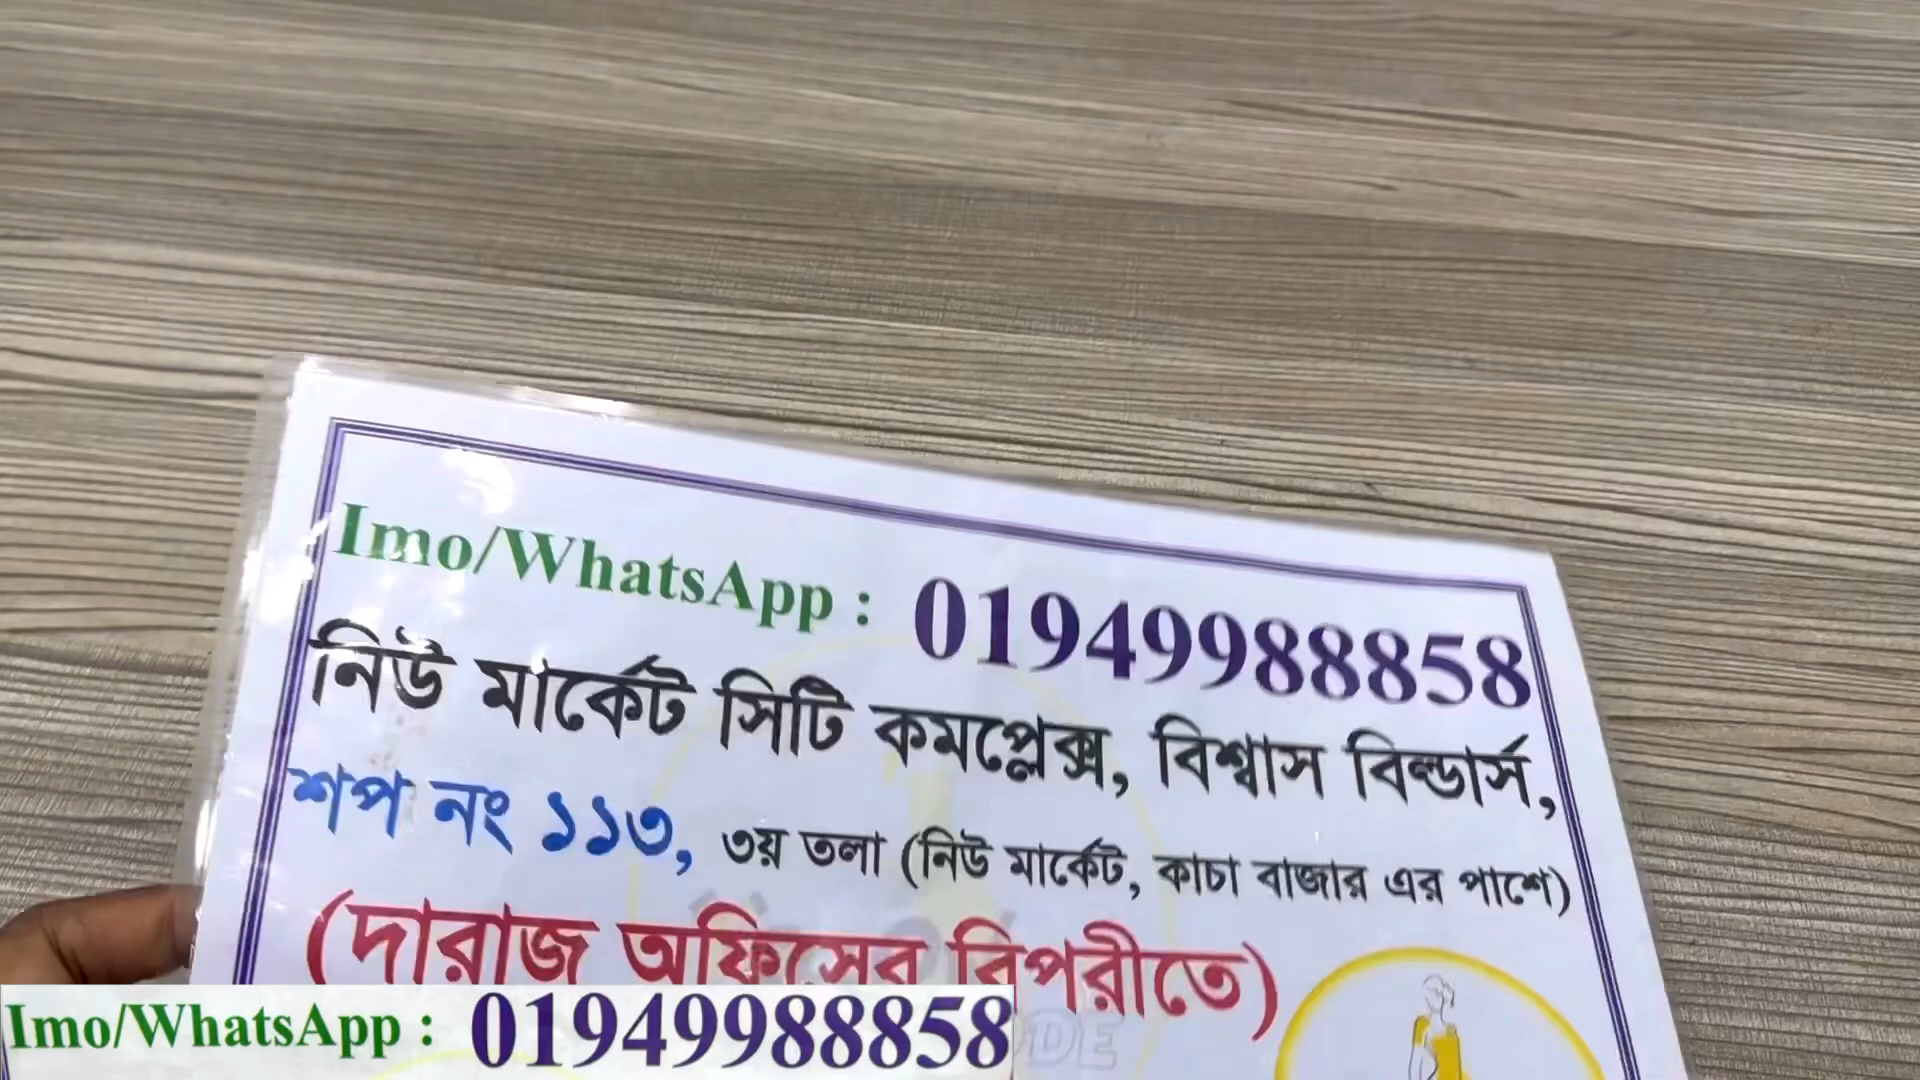 Imo/WhatsApp : 01949988858
নিউ মার্কেট সিটি কমপ্লেক্স, বিশ্বাস বিল্ডার্স,
শপ নং ১১৩, ৩য় তলা (নিউ মার্কেট, কাচা বাজার এর পাশে)
(দারাজ অফিসের বিপরীতে)
Imo/WhatsApp : 01949988858